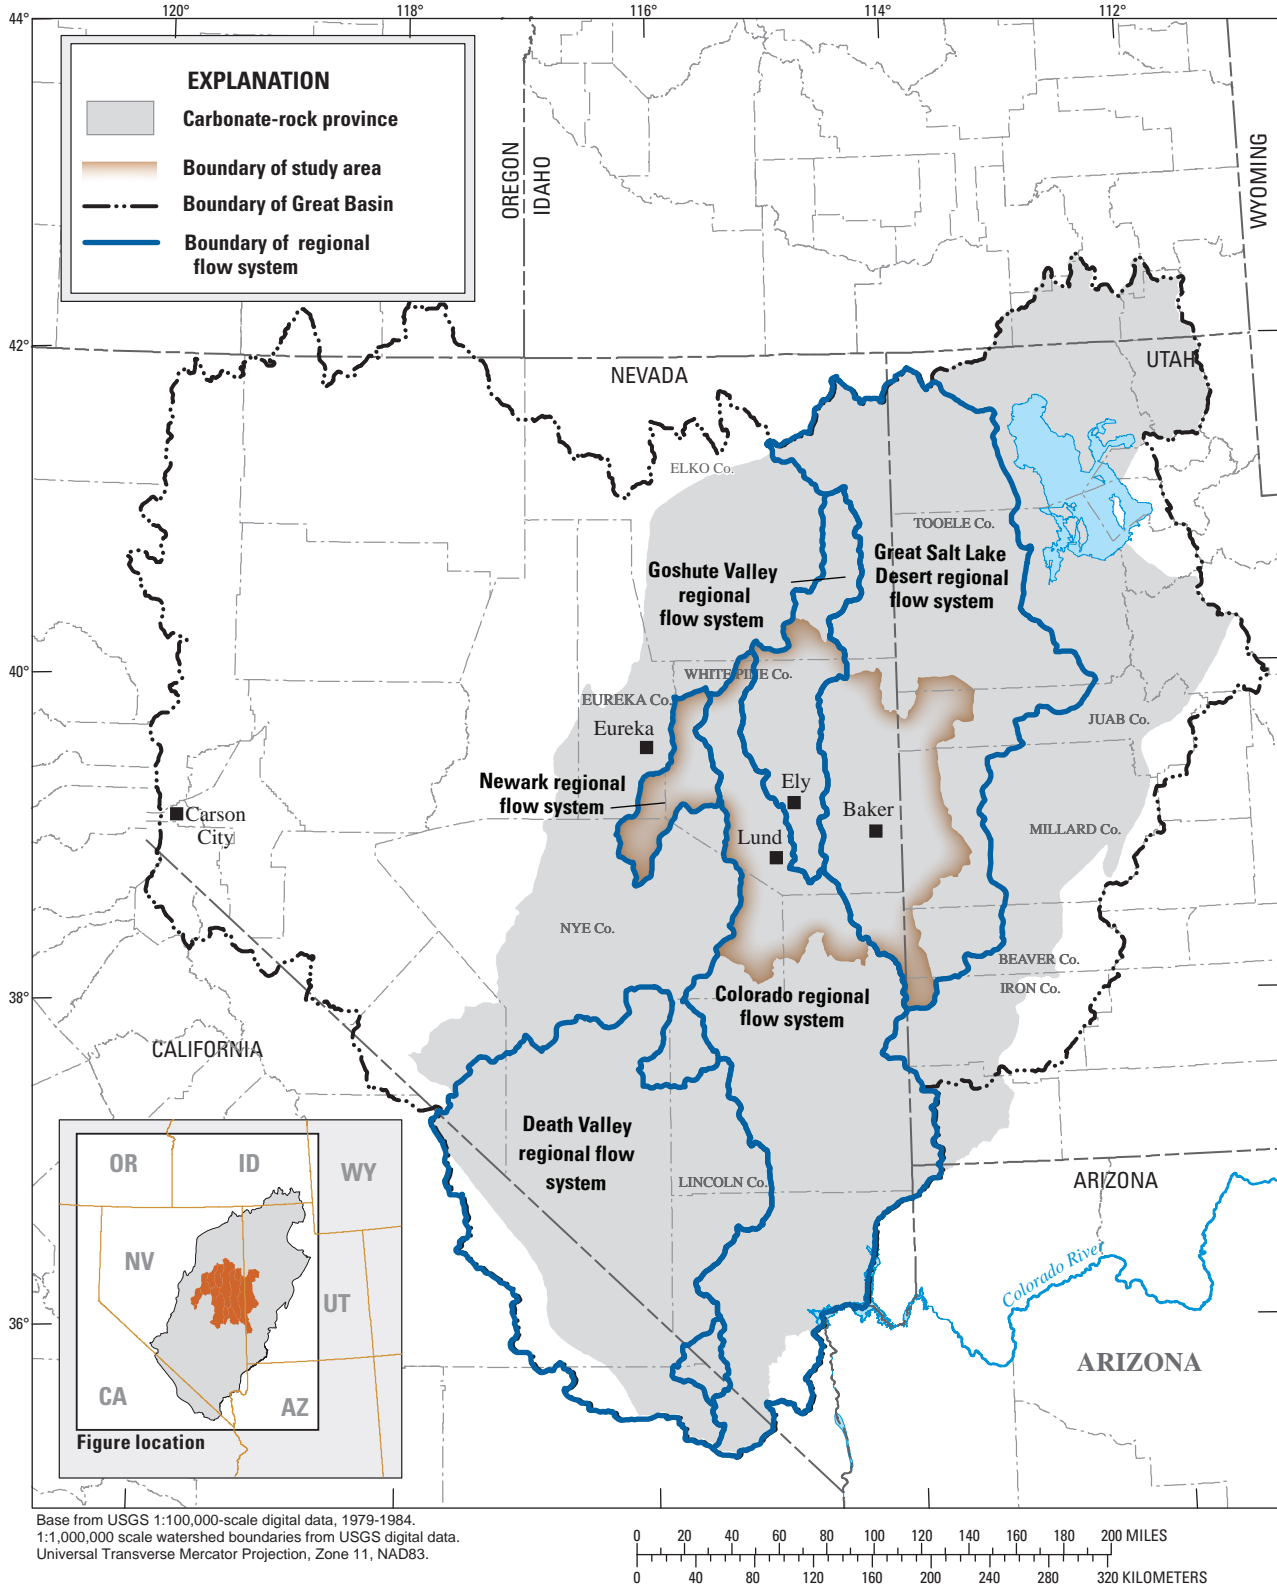 120°
118°
116°
114°
112°
44°
42°
40°
38°
36°
EXPLANATION
Carbonate-rock province
Boundary of study area
Boundary of Great Basin
Boundary of regional
flow system
OREGON
IDAHO
WYOMING
NEVADA
UTAH
ELKO Co.
TOOELE Co.
Great Salt Lake
Desert regional
flow system
Goshute Valley
regional
flow system
WHITE PINE Co.
EUREKA Co.
Eureka
JUAB Co.
Newark regional
flow system
Ely
Baker
Lund
MILLARD Co.
Carson
City
NYE Co.
BEAVER Co.
IRON Co.
Colorado regional
flow system
CALIFORNIA
Death Valley
regional flow
system
LINCOLN Co.
ARIZONA
Colorado River
ARIZONA
OR
ID
WY
NV
UT
CA
AZ
Figure location
Base from USGS 1:100,000-scale digital data, 1979-1984.
1:1,000,000 scale watershed boundaries from USGS digital data.
Universal Transverse Mercator Projection, Zone 11, NAD83.
0 20 40 60 80 100 120 140 160 180 200 MILES
0 40 80 120 160 200 240 280 320 KILOMETERS